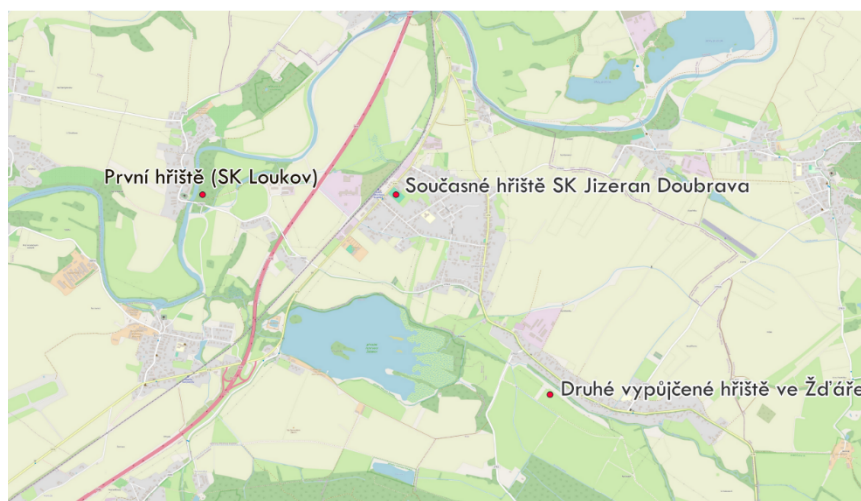 První hřiště (SK Loukov)
Současné hřiště SK Jizeran Doubrava
Druhé vypůjčené hřiště ve Žďáře